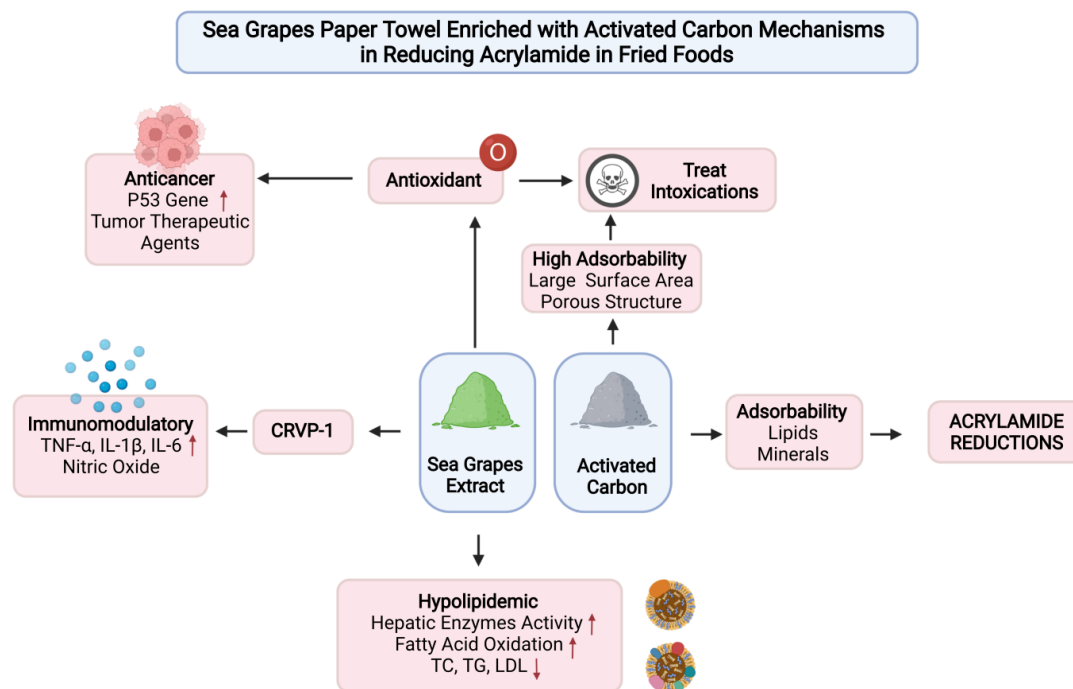 Sea Grapes Paper Towel Enriched with Activated Carbon Mechanisms
in Reducing Acrylamide in Fried Foods
Anticancer
P53 Gene ↑
Tumor Therapeutic
Agents
Antioxidant
O
Treat
Intoxications
High Adsorbability
Large Surface Area
Porous Structure
Immunomodulatory
TNF-α, IL-1β, IL-6 ↑
Nitric Oxide
CRVP-1
Sea Grapes
Extract
Activated
Carbon
Adsorbability
Lipids
Minerals
ACRYLAMIDE
REDUCTIONS
Hypolipidemic
Hepatic Enzymes Activity ↑
Fatty Acid Oxidation ↑
TC, TG, LDL ↓